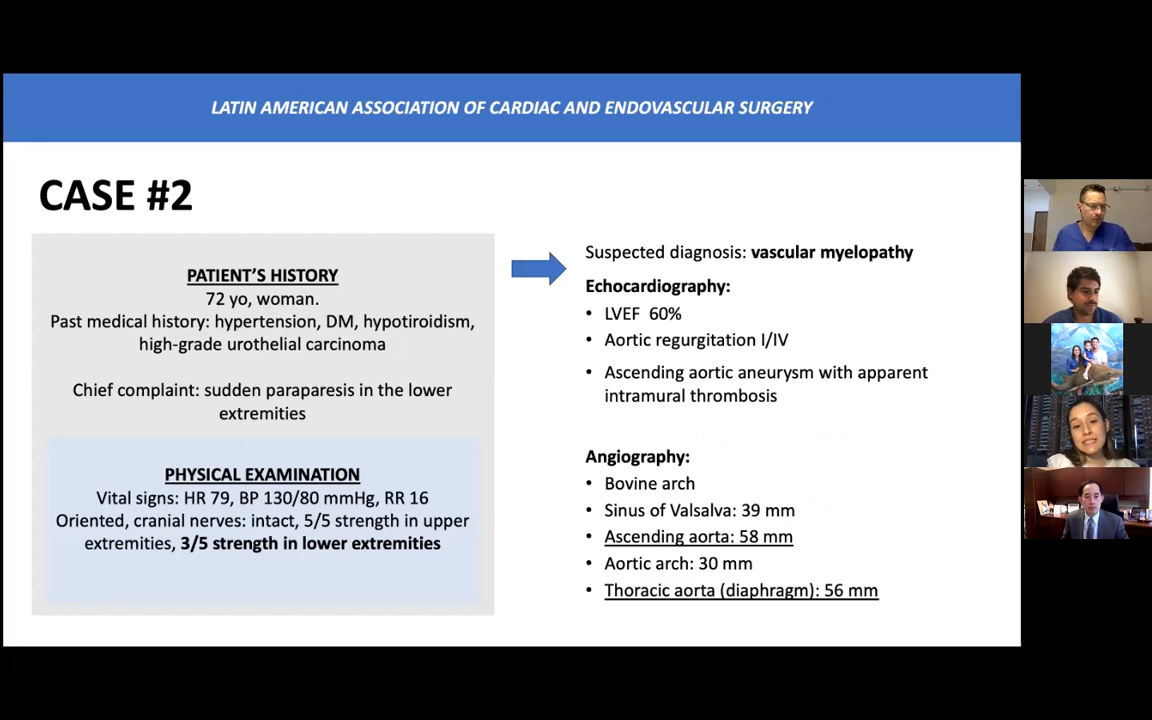 LATIN AMERICAN ASSOCIATION OF CARDIAC AND ENDOVASCULAR SURGERY
CASE #2
PATIENT'S HISTORY
72 yo, woman.
Past medical history: hypertension, DM, hypotiroidism,
high-grade urothelial carcinoma
Chief complaint: sudden paraparesis in the lower
extremities
PHYSICAL EXAMINATION
Vital signs: HR 79, BP 130/80 mmHg, RR 16
Oriented, cranial nerves: intact, 5/5 strength in upper
extremities, 3/5 strength in lower extremities
Suspected diagnosis: vascular myelopathy
Echocardiography:
• LVEF 60%
• Aortic regurgitation I/IV
• Ascending aortic aneurysm with apparent
intramural thrombosis
Angiography:
• Bovine arch
• Sinus of Valsalva: 39 mm
• Ascending aorta: 58 mm
• Aortic arch: 30 mm
• Thoracic aorta (diaphragm): 56 mm